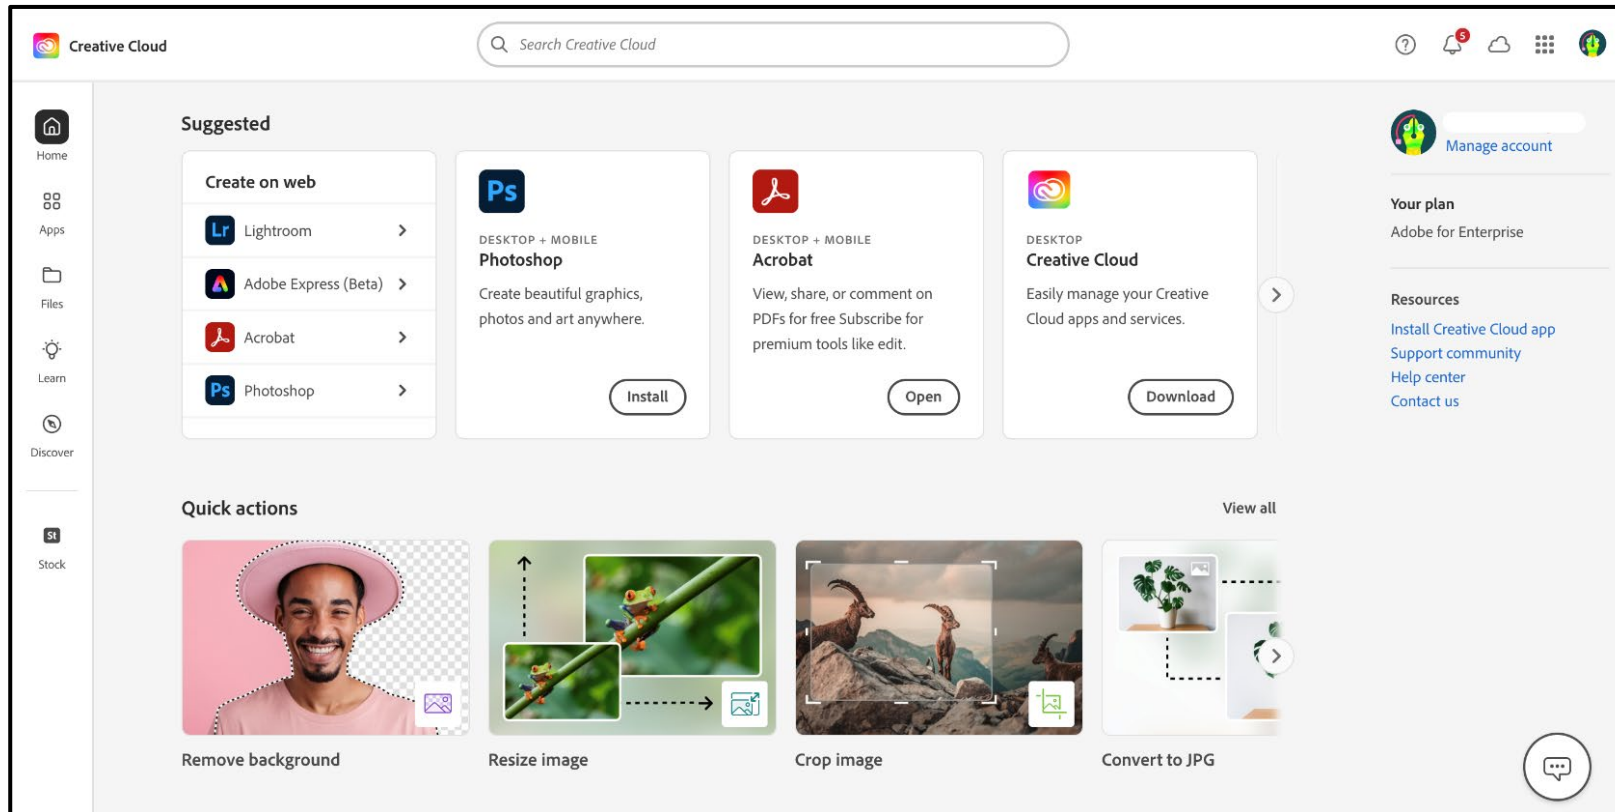 Creative Cloud
Search Creative Cloud
5
Home
Apps
Files
Learn
Discover
St
Stock
Suggested
Create on web
Lr Lightroom
Adobe Express (Beta)
Acrobat
Ps Photoshop
Ps
DESKTOP + MOBILE
Photoshop
Create beautiful graphics,
photos and art anywhere.
Install
DESKTOP + MOBILE
Acrobat
View, share, or comment on
PDFs for free Subscribe for
premium tools like edit.
Open
DESKTOP
Creative Cloud
Easily manage your Creative
Cloud apps and services.
Download
Manage account
Your plan
Adobe for Enterprise
Resources
Install Creative Cloud app
Support community
Help center
Contact us
Quick actions
View all
Remove background
Resize image
Crop image
Convert to JPG